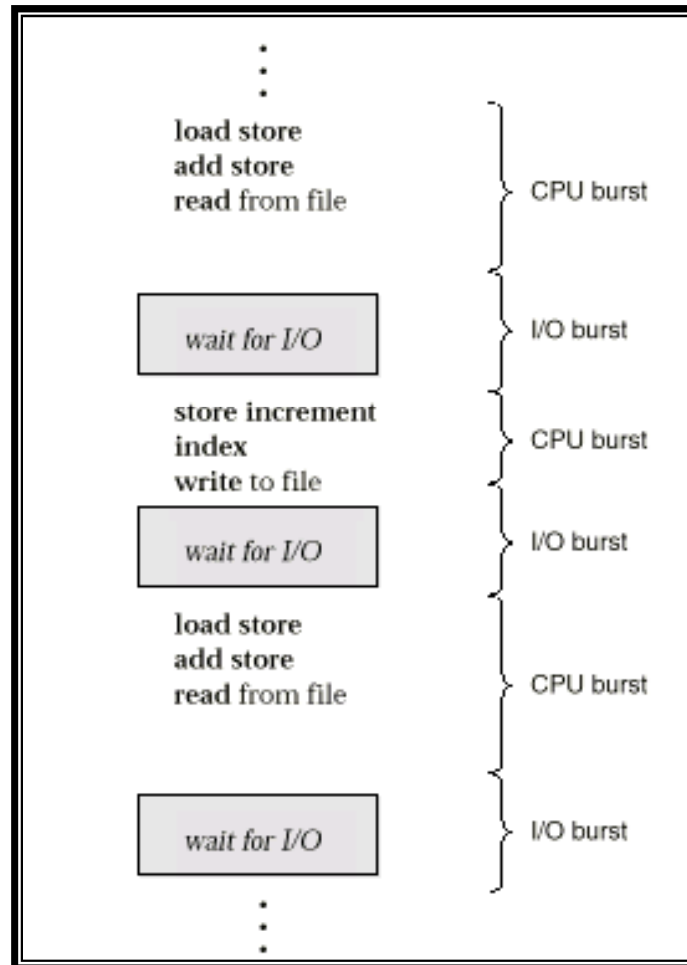 load store
add store
read from file
CPU burst
wait for I/O
I/O burst
store increment
index
write to file
CPU burst
wait for I/O
I/O burst
load store
add store
read from file
CPU burst
wait for I/O
I/O burst